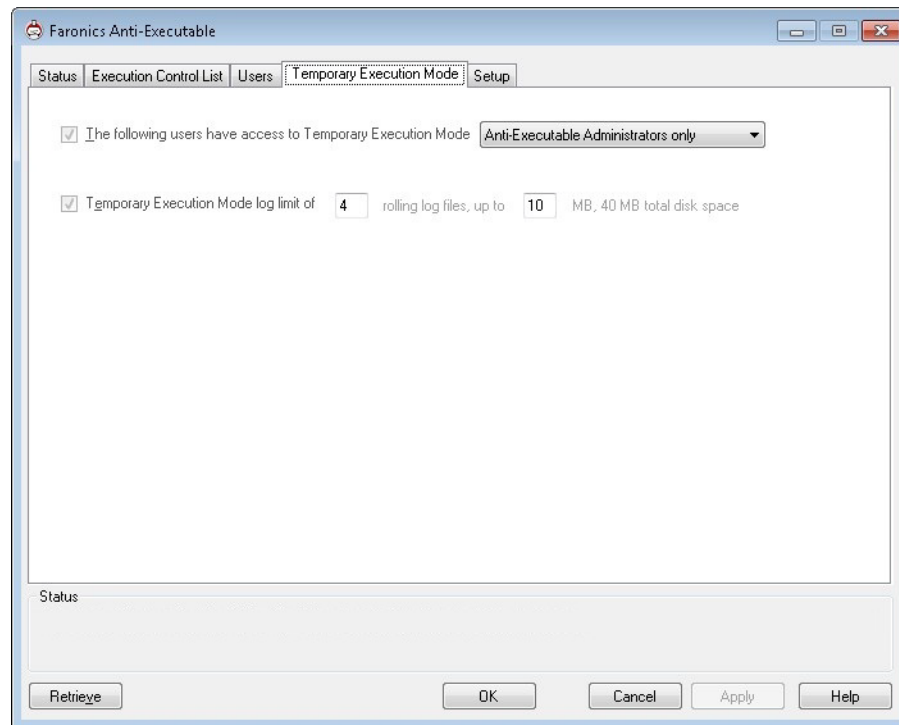 Faronics Anti-Executable
Status Execution Control List Users Temporary Execution Mode Setup
The following users have access to Temporary Execution Mode Anti-Executable Administrators only
Temporary Execution Mode log limit of 4 rolling log files, up to 10 MB, 40 MB total disk space
Status
Retrieve OK Cancel Apply Help